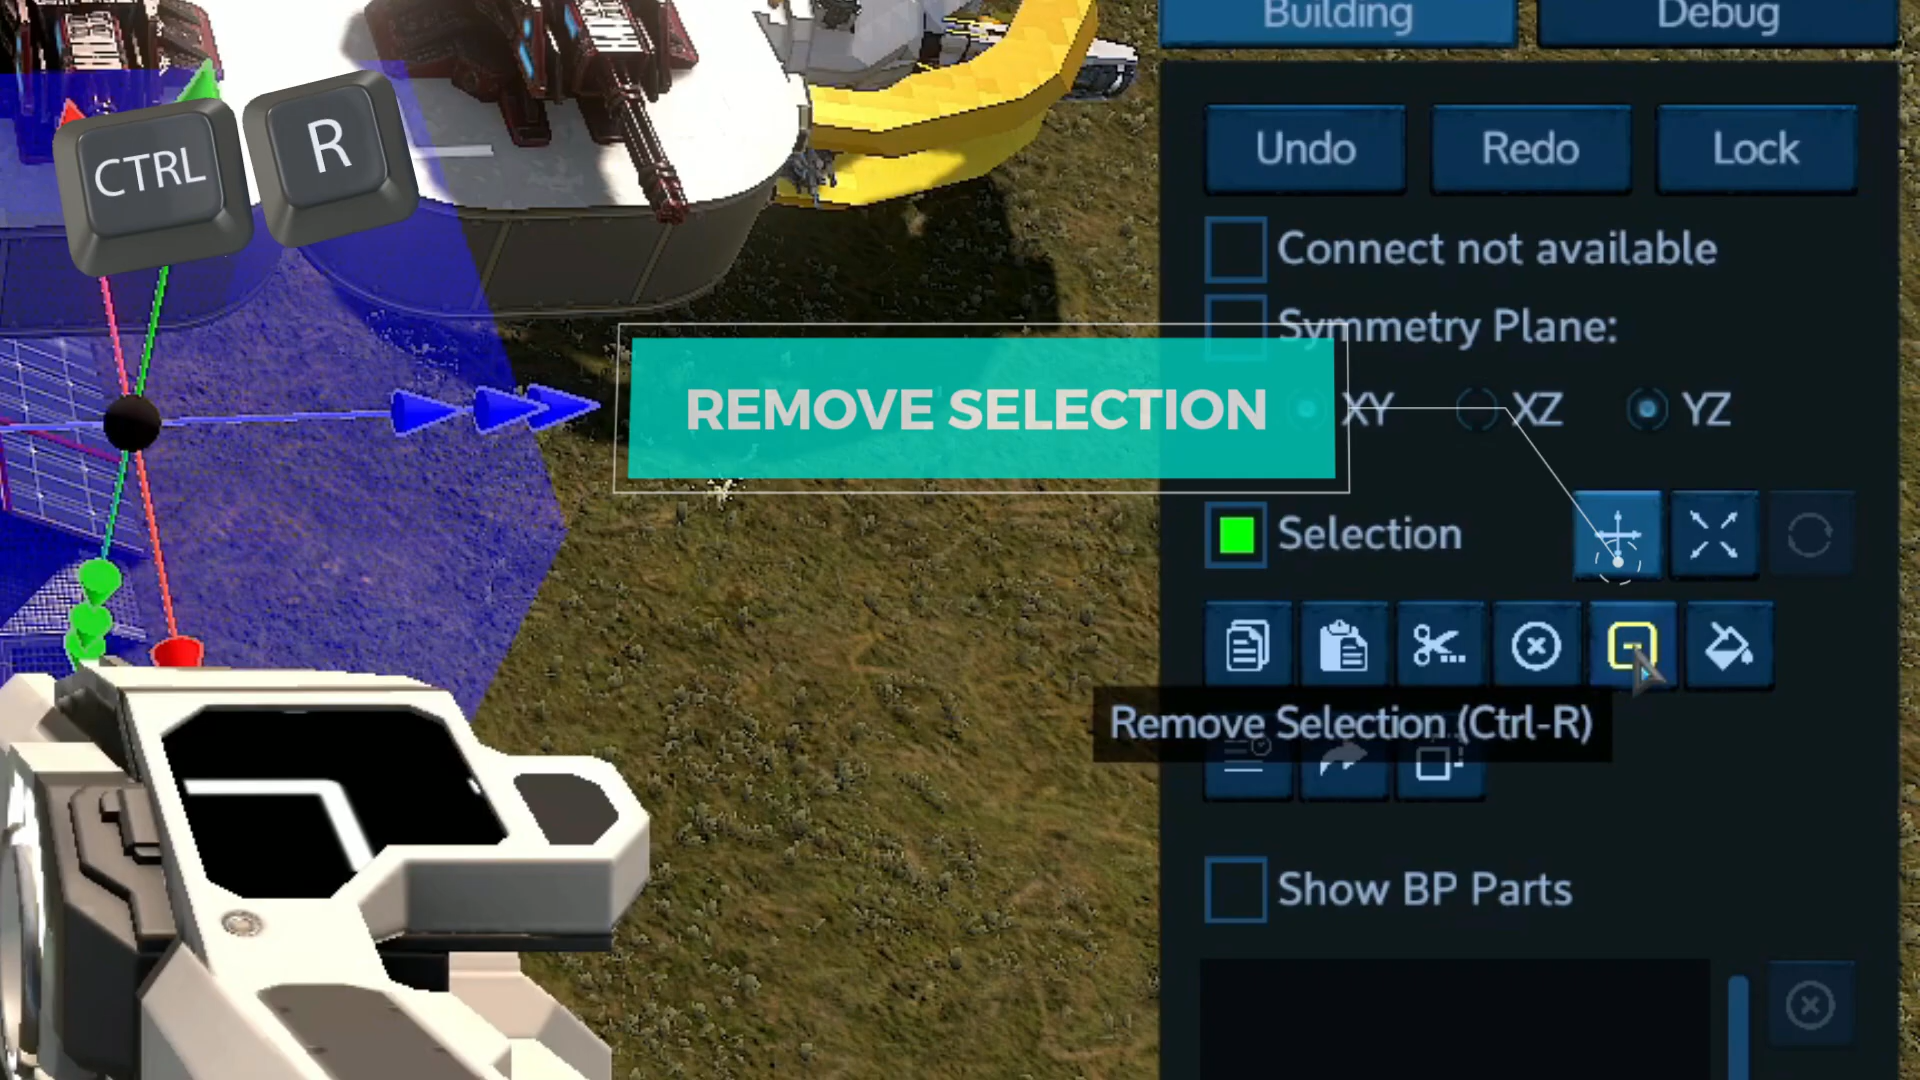 Building
Debug
CTRL
R
Undo
Redo
Lock
Connect not available
Symmetry Plane:
REMOVE SELECTION
XY
XZ
YZ
Selection
Remove Selection (Ctrl-R)
Show BP Parts